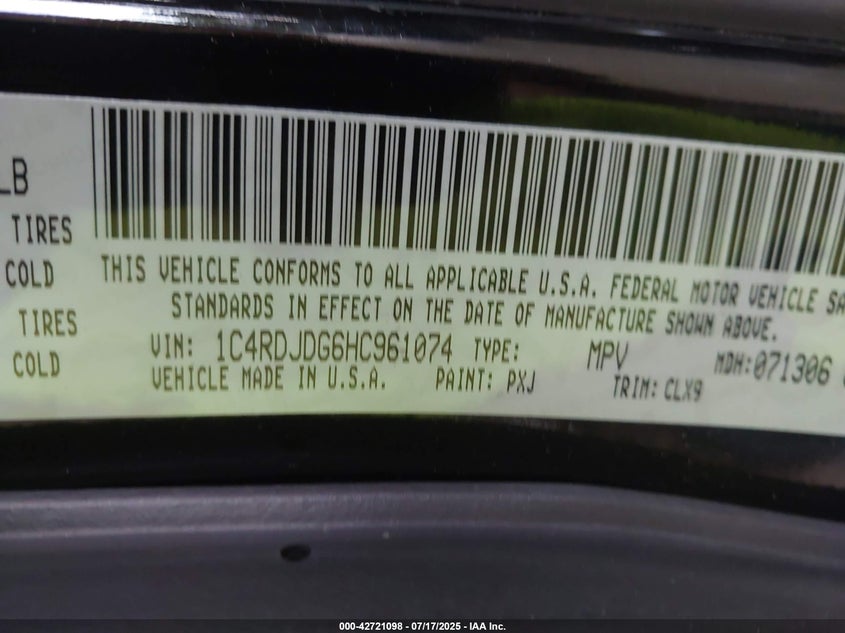 LB
TIRES
COLD
TIRES
COLD
THIS VEHICLE CONFORMS TO ALL APPLICABLE U.S.A. FEDERAL MOTOR VEHICLE SA
STANDARDS IN EFFECT ON THE DATE OF MANUFACTURE SHOWN ABOVE.
VIN: 1C4RDJDG6HC961074 TYPE: MPV MDH:071306
VEHICLE MADE IN U.S.A. PAINT: PXJ TRIM: CLX9
000-42721098 - 07/17/2025 - IAA Inc.